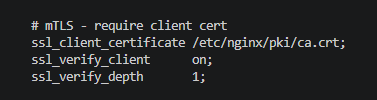 # mTLS - require client cert
ssl_client_certificate /etc/nginx/pki/ca.crt;
ssl_verify_client      on;
ssl_verify_depth       1;